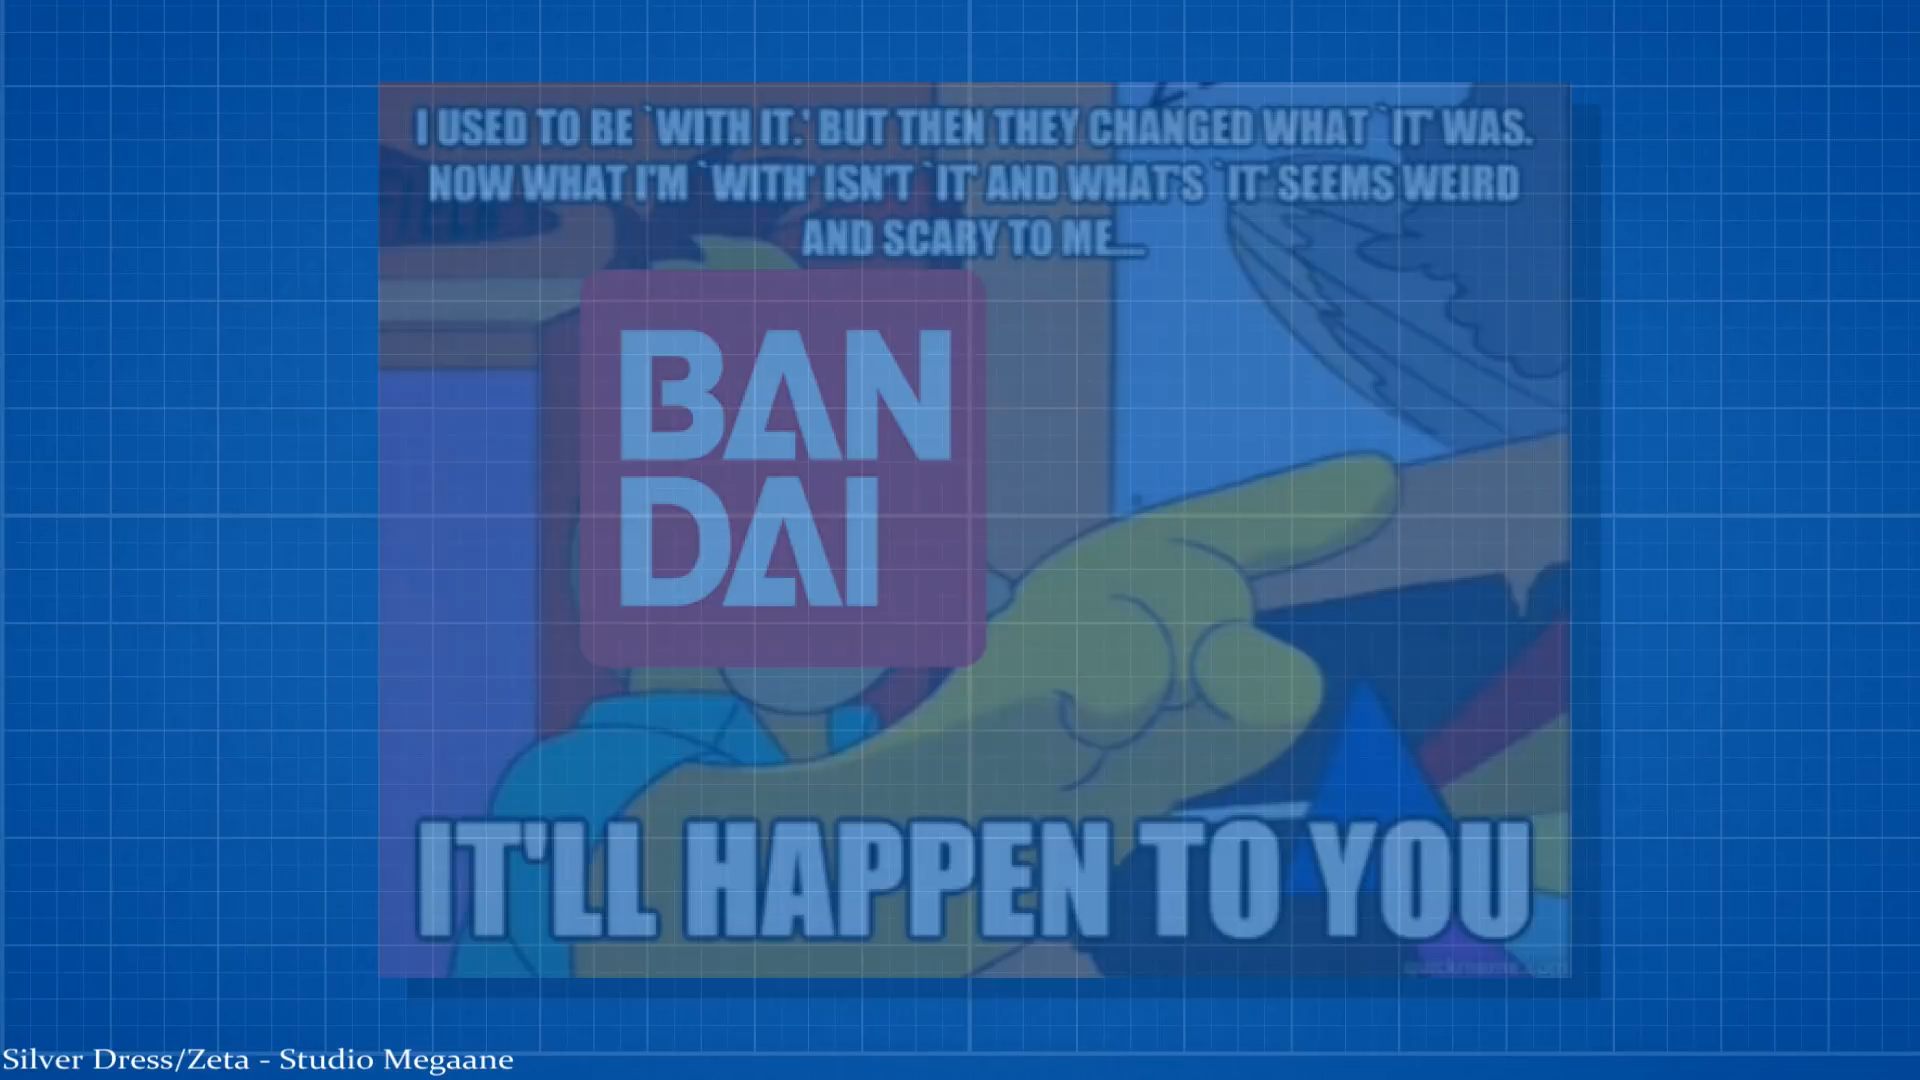 I USED TO BE `WITH IT.' BUT THEN THEY CHANGED WHAT `IT' WAS.
NOW WHAT I'M `WITH' ISN'T `IT' AND WHAT'S `IT' SEEMS WEIRD
AND SCARY TO ME...
BAN
DAI
IT'LL HAPPEN TO YOU
quickmeme.com
Silver Dress/Zeta - Studio Megaane